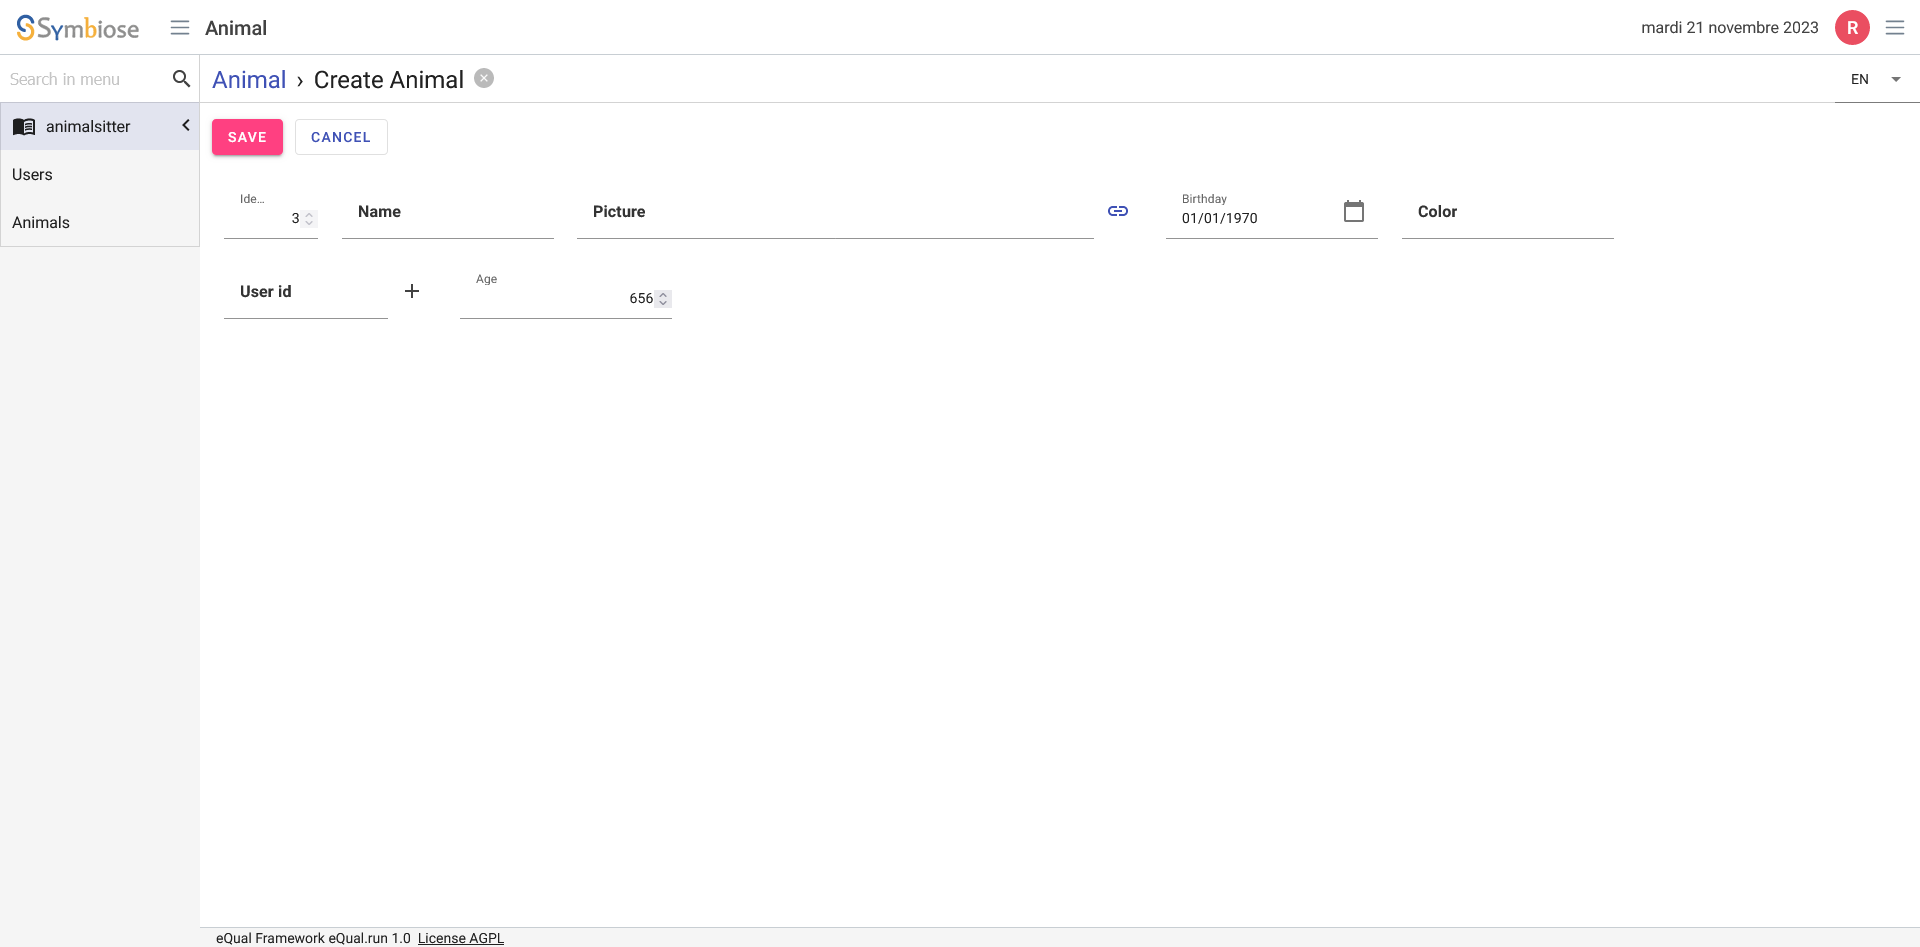 Symbiose
Animal
mardi 21 novembre 2023
R
Search in menu
Animal › Create Animal
EN
animalsitter
Users
Animals
SAVE
CANCEL
Ide...
3
Name
Picture
Birthday
01/01/1970
Color
User id
Age
656
eQual Framework eQual.run 1.0 License AGPL